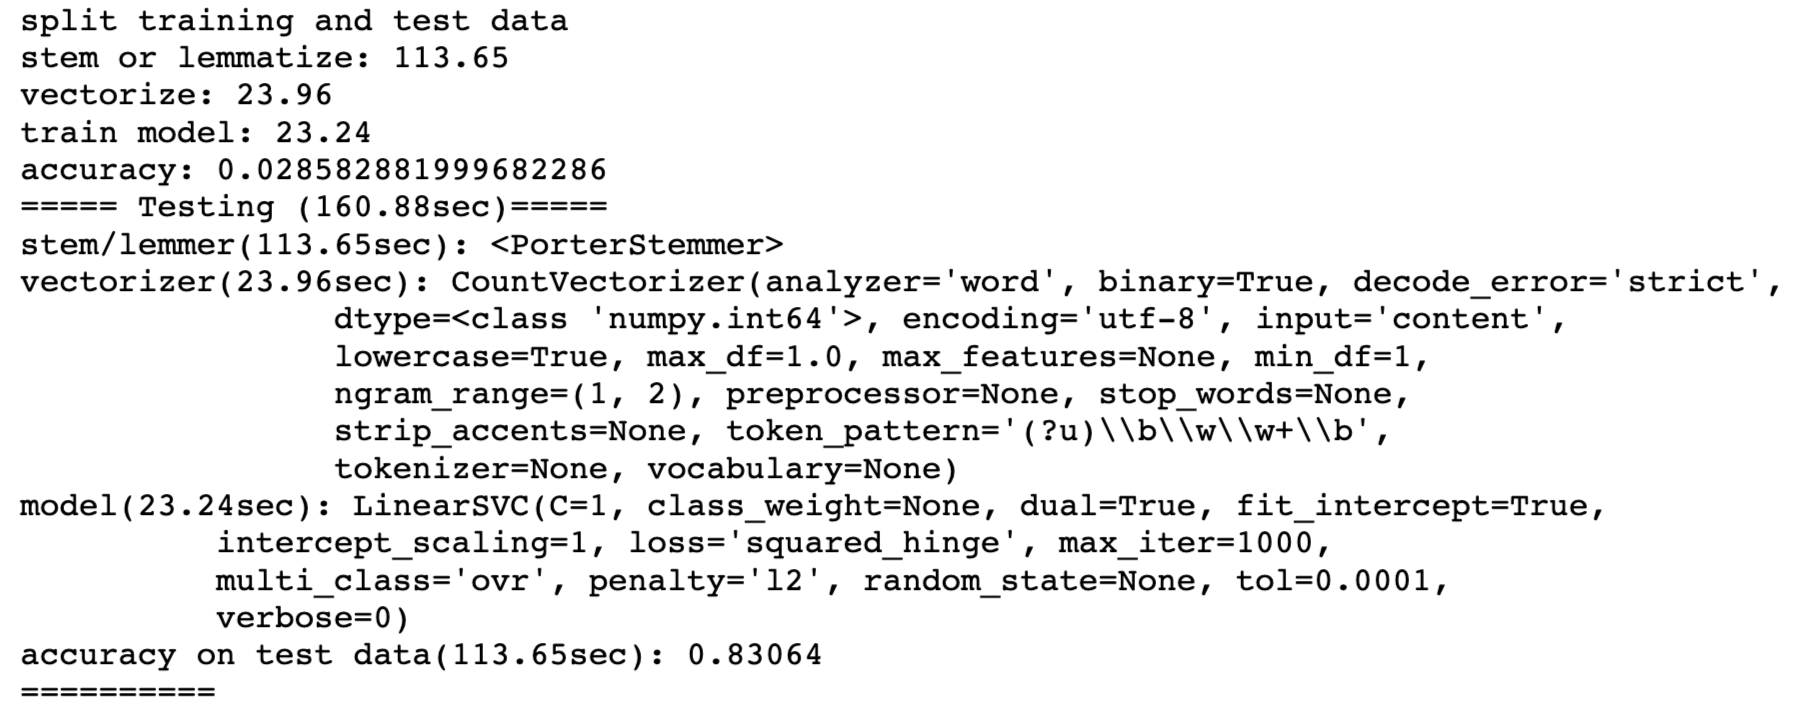 split training and test data
stem or lemmatize: 113.65
vectorize: 23.96
train model: 23.24
accuracy: 0.028582881999682286
===== Testing (160.88sec)=====
stem/lemmer(113.65sec): <PorterStemmer>
vectorizer(23.96sec): CountVectorizer(analyzer='word', binary=True, decode_error='strict',
dtype=<class 'numpy.int64'>, encoding='utf-8', input='content',
lowercase=True, max_df=1.0, max_features=None, min_df=1,
ngram_range=(1, 2), preprocessor=None, stop_words=None,
strip_accents=None, token_pattern='(?u)\\b\\w\\w+\\b',
tokenizer=None, vocabulary=None)
model(23.24sec): LinearSVC(C=1, class_weight=None, dual=True, fit_intercept=True,
intercept_scaling=1, loss='squared_hinge', max_iter=1000,
multi_class='ovr', penalty='l2', random_state=None, tol=0.0001,
verbose=0)
accuracy on test data(113.65sec): 0.83064
==========